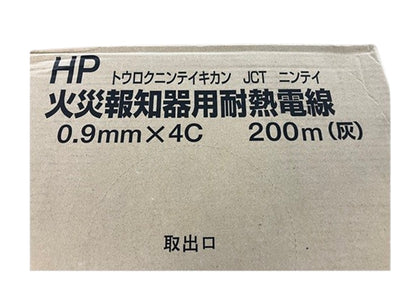 HP トウロクニンテイキカン JCT ニンテイ
火災報知器用耐熱電線
0.9mm×4C 200m(灰)
取出口